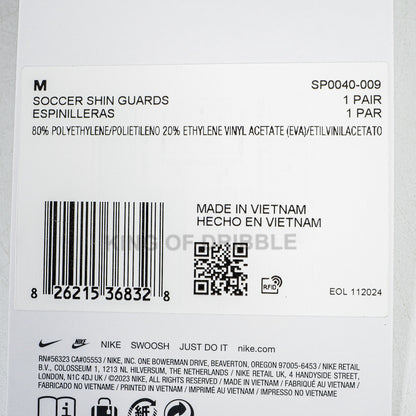 M SP0040-009
SOCCER SHIN GUARDS 1 PAIR
ESPINILLERAS 1 PAR
80% POLYETHYLENE/POLIETILENO 20% ETHYLENE VINYL ACETATE (EVA)/ETILVINILACETATO
MADE IN VIETNAM
HECHO EN VIETNAM
KING OF DRIBBLE
RFID
8 26215 36832 8
EOL 112024
NIKE SWOOSH JUST DO IT nike.com
RN#56323 CA#05553 / NIKE, INC. ONE BOWERMAN DRIVE, BEAVERTON, OREGON 97005-6453 / NIKE RETAIL
B.V., COLOSSEUM 1, 1213 NL HILVERSUM, THE NETHERLANDS / NIKE RETAIL UK, 4 HANDYSIDE STREET,
LONDON, N1C 4DJ UK / ©2023 NIKE, ALL RIGHTS RESERVED / MADE IN VIETNAM / FABRIQUÉ AU VIETNAM /
FABRICADO NO VIETNAME / PRINTED IN VIETNAM / IMPRIMÉ AU VIETNAM / IMPRESO EN VIETNAM
紙